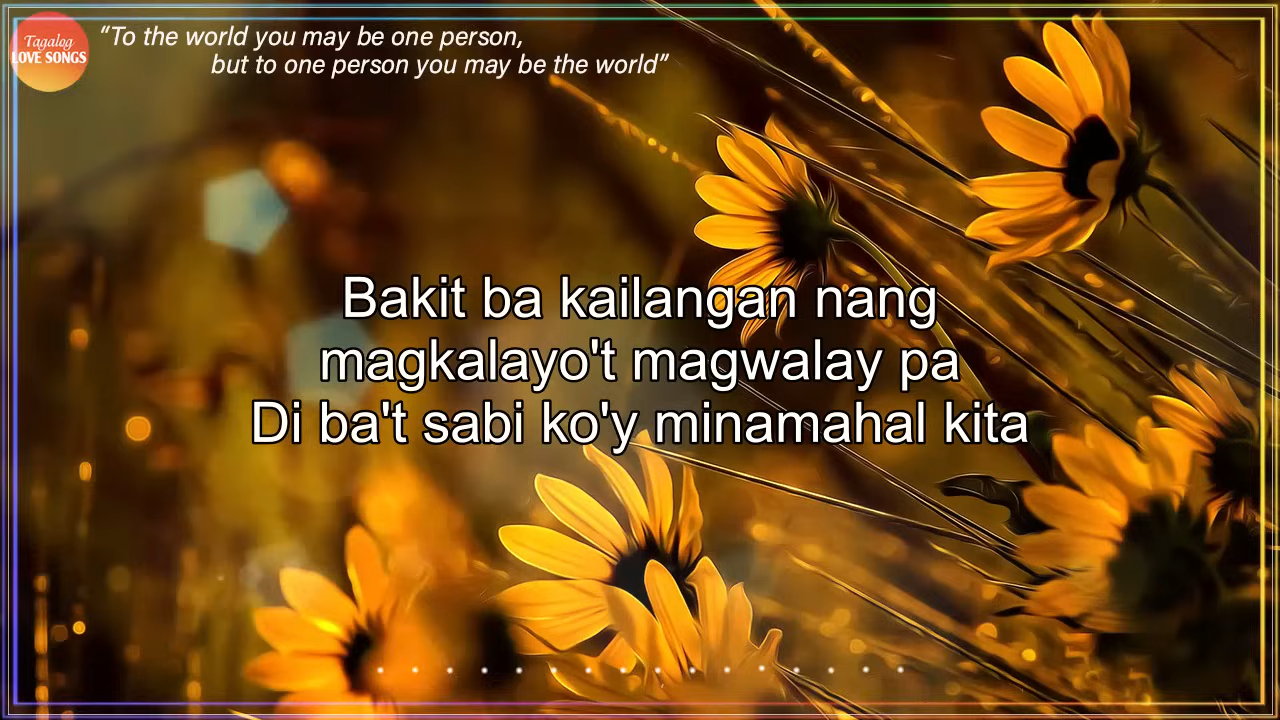 Tagalog
LOVE SONGS
“To the world you may be one person,
but to one person you may be the world”
Bakit ba kailangan nang
magkalayo't magwalay pa
Di ba't sabi ko'y minamahal kita